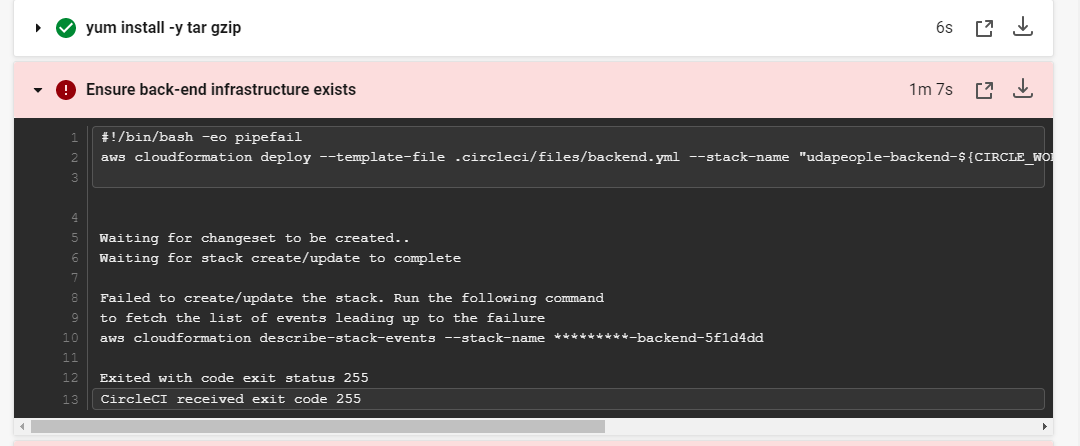 yum install -y tar gzip
6s
Ensure back-end infrastructure exists
1m 7s
1 #!/bin/bash -eo pipefail
2 aws cloudformation deploy --template-file .circleci/files/backend.yml --stack-name "udapeople-backend-${CIRCLE_WO
3
4
5 Waiting for changeset to be created..
6 Waiting for stack create/update to complete
7
8 Failed to create/update the stack. Run the following command
9 to fetch the list of events leading up to the failure
10 aws cloudformation describe-stack-events --stack-name *********-backend-5f1d4dd
11
12 Exited with code exit status 255
13 CircleCI received exit code 255